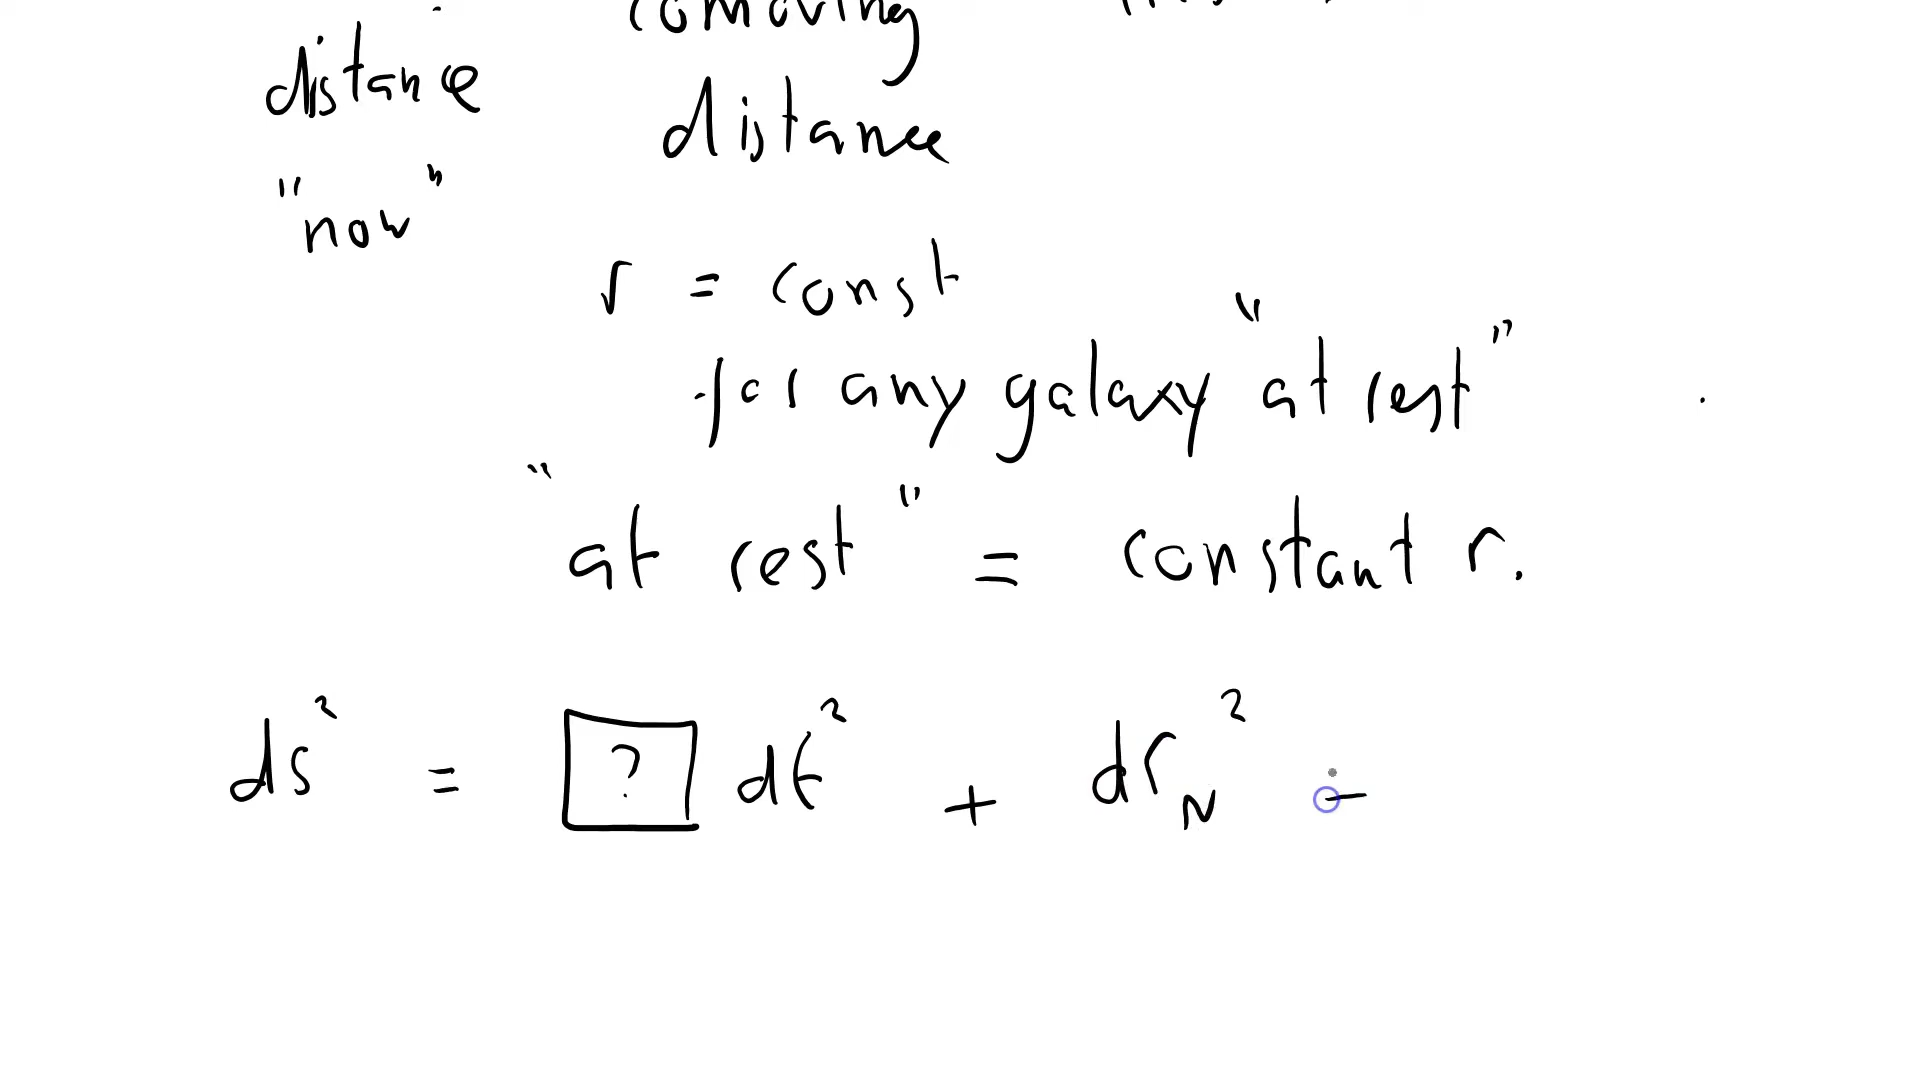 comoving
distance
distance
"now"
r = const
for any galaxy "at rest"
"at rest" = constant r.
ds² = [?] dt² + dr_N² -